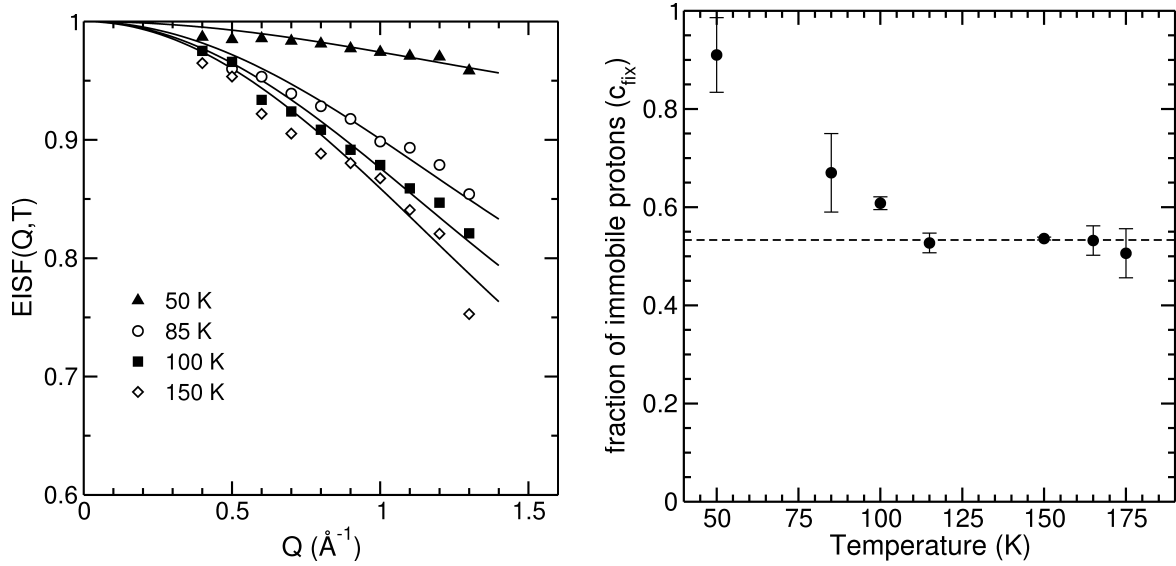 1
0.9
0.8
0.7
0.6
EISF(Q,T)
50 K
85 K
100 K
150 K
0
0.5
1
1.5
Q (Å⁻¹)
1
0.8
0.6
0.4
0.2
0
fraction of immobile protons (c_fix)
50
75
100
125
150
175
Temperature (K)